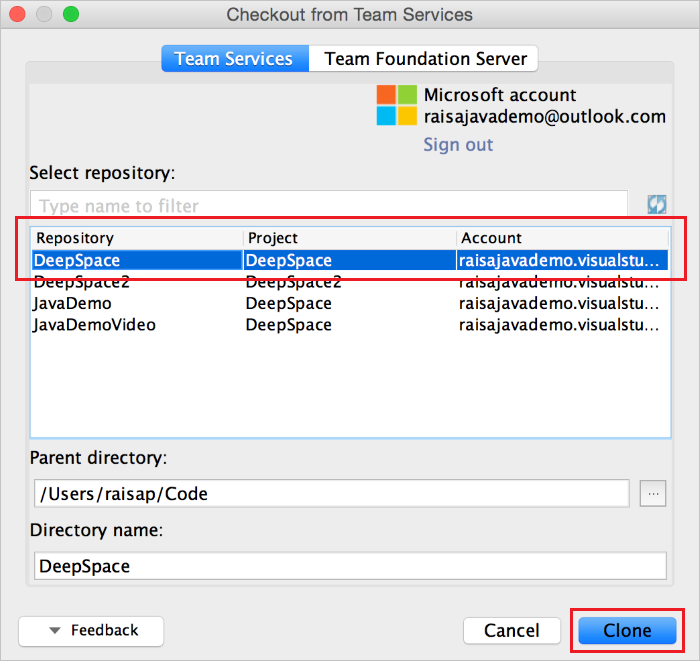 Checkout from Team Services
Team Services Team Foundation Server
Microsoft account
raisajavademo@outlook.com
Sign out
Select repository:
Type name to filter
Repository Project Account
DeepSpace DeepSpace raisajavademo.visualstu...
DeepSpace2 DeepSpace2 raisajavademo.visualstu...
JavaDemo DeepSpace raisajavademo.visualstu...
JavaDemoVideo DeepSpace raisajavademo.visualstu...
Parent directory:
/Users/raisap/Code ...
Directory name:
DeepSpace
Feedback Cancel Clone